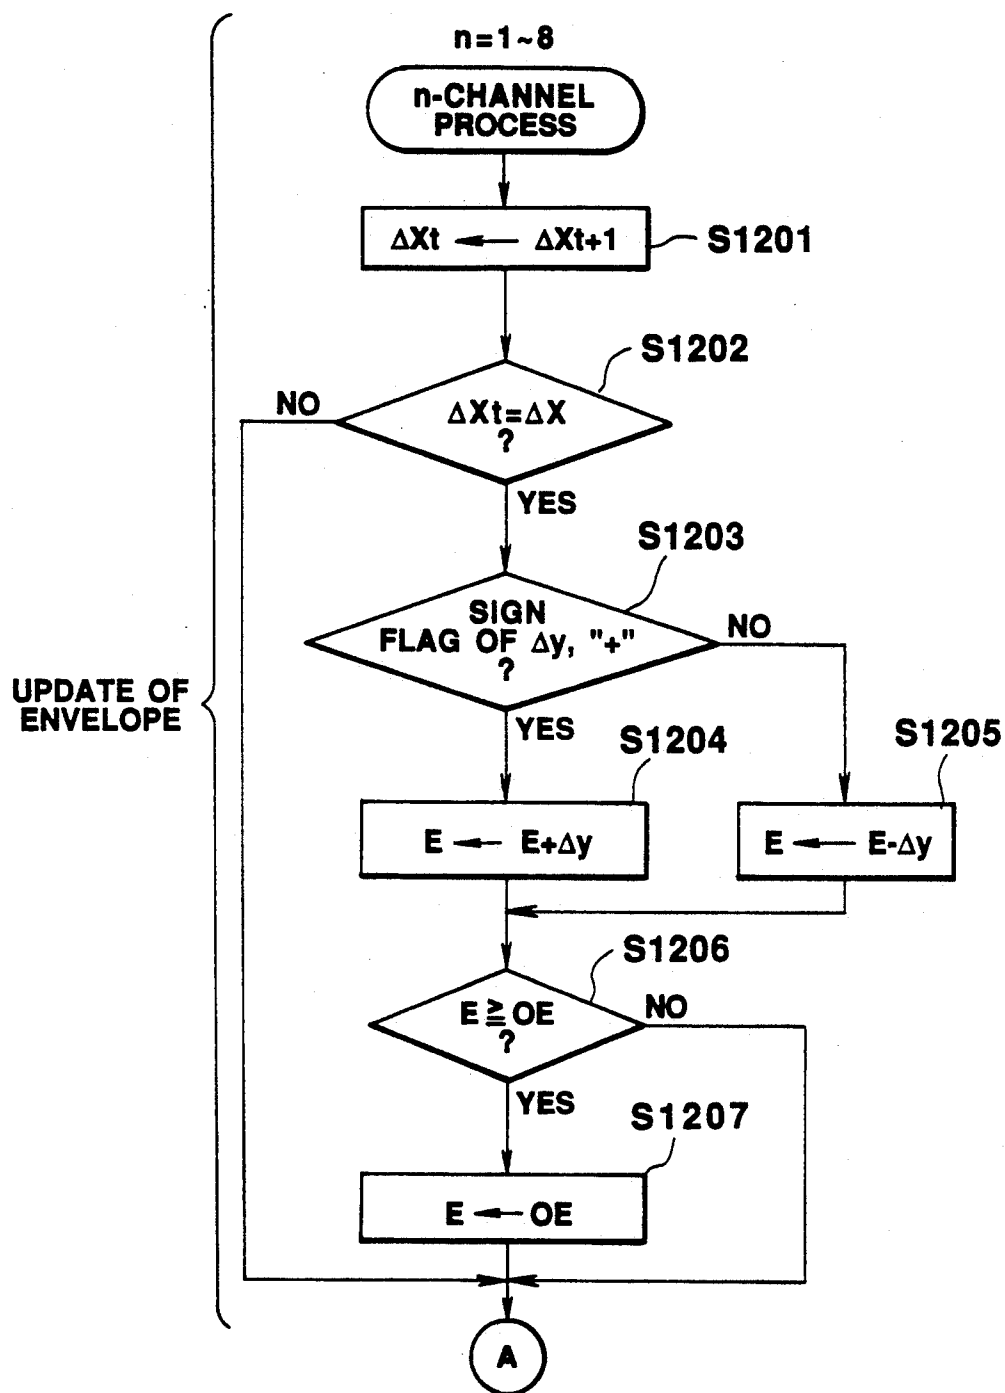 n=1~8
n-CHANNEL
PROCESS
ΔXt ← ΔXt+1
S1201
S1202
NO
ΔXt=ΔX
?
YES
S1203
SIGN
FLAG OF Δy, "+"
?
NO
YES
UPDATE OF
ENVELOPE
S1204
S1205
E ← E+Δy
E ← E-Δy
S1206
E ≧ OE
?
NO
YES
S1207
E ← OE
A